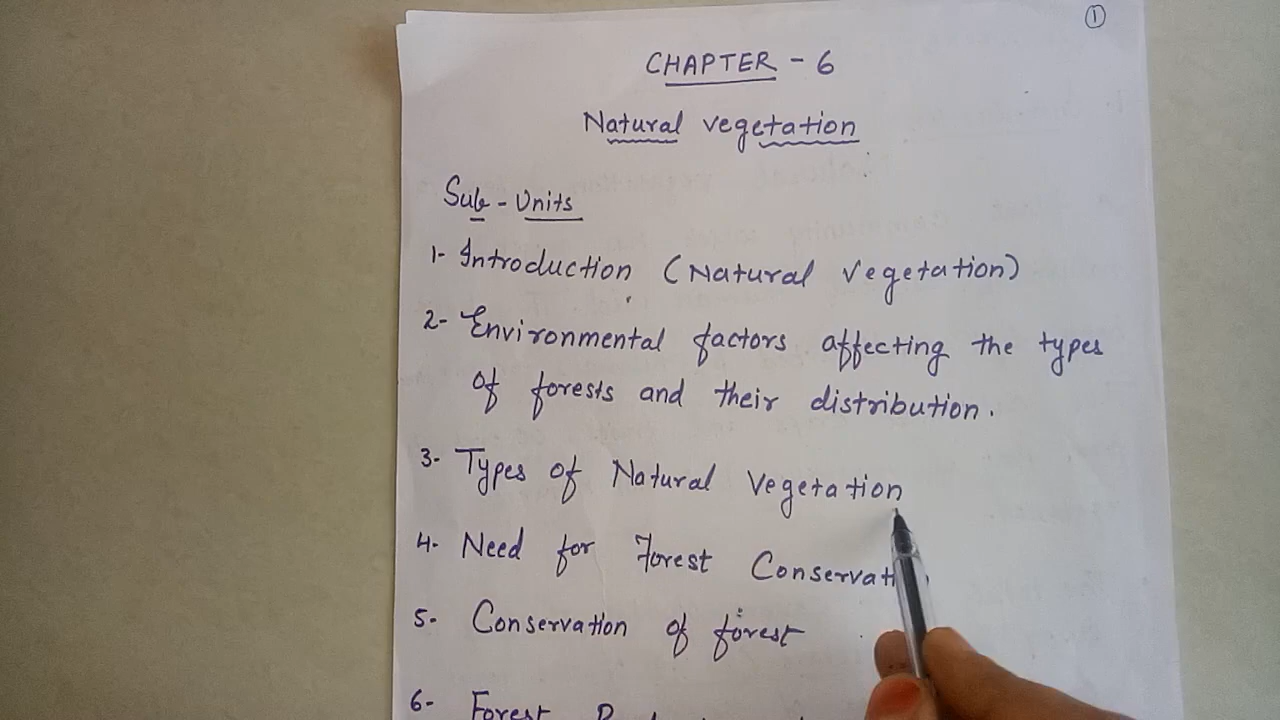 1
CHAPTER - 6
Natural vegetation
Sub - Units
1- Introduction (Natural Vegetation)
2- Environmental factors affecting the types
of forests and their distribution.
3- Types of Natural Vegetation
4- Need for Forest
5- Conservation of forest
6- Forest